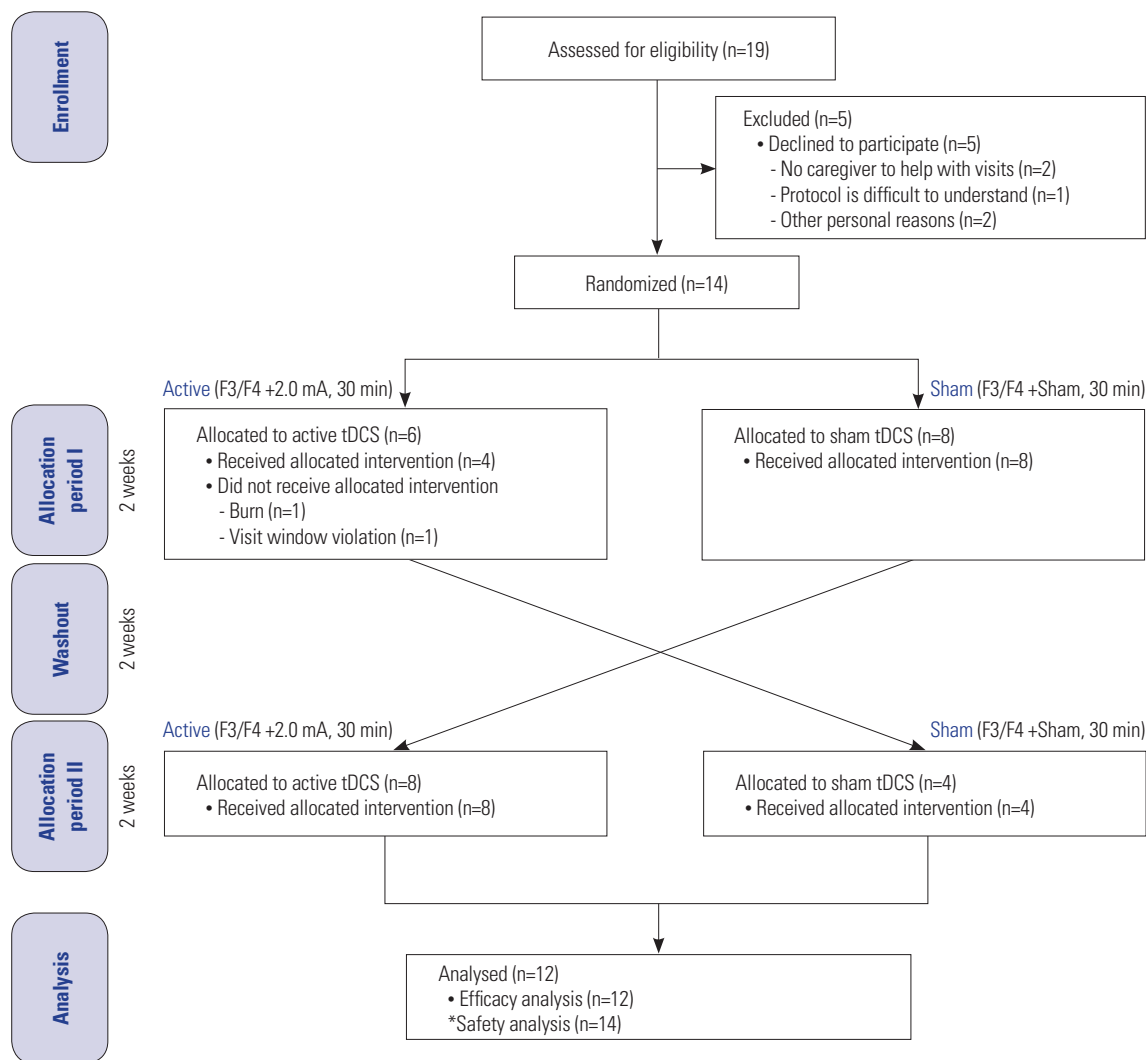 Enrollment
Assessed for eligibility (n=19)
Excluded (n=5)
• Declined to participate (n=5)
- No caregiver to help with visits (n=2)
- Protocol is difficult to understand (n=1)
- Other personal reasons (n=2)
Randomized (n=14)
Allocation
period I
2 weeks
Active (F3/F4 +2.0 mA, 30 min)
Allocated to active tDCS (n=6)
• Received allocated intervention (n=4)
• Did not receive allocated intervention
- Burn (n=1)
- Visit window violation (n=1)
Sham (F3/F4 +Sham, 30 min)
Allocated to sham tDCS (n=8)
• Received allocated intervention (n=8)
Washout
2 weeks
Allocation
period II
2 weeks
Active (F3/F4 +2.0 mA, 30 min)
Allocated to active tDCS (n=8)
• Received allocated intervention (n=8)
Sham (F3/F4 +Sham, 30 min)
Allocated to sham tDCS (n=4)
• Received allocated intervention (n=4)
Analysis
Analysed (n=12)
• Efficacy analysis (n=12)
*Safety analysis (n=14)